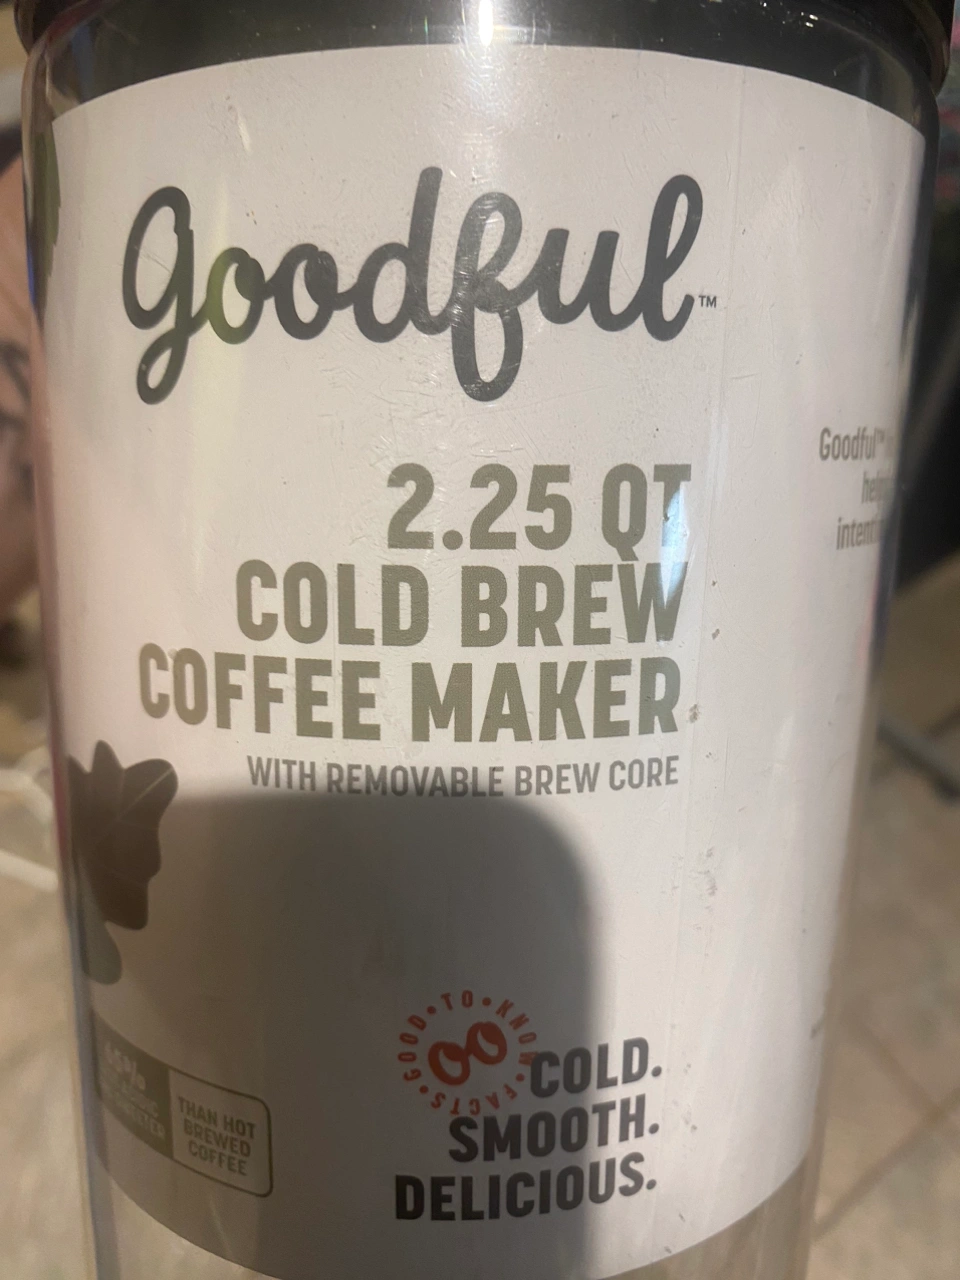 goodful™
2.25 QT
COLD BREW
COFFEE MAKER
WITH REMOVABLE BREW CORE
Goodful™
GOOD•TO•KNOW•FACTS•
COLD.
SMOOTH.
DELICIOUS.
THAN HOT
BREWED
COFFEE